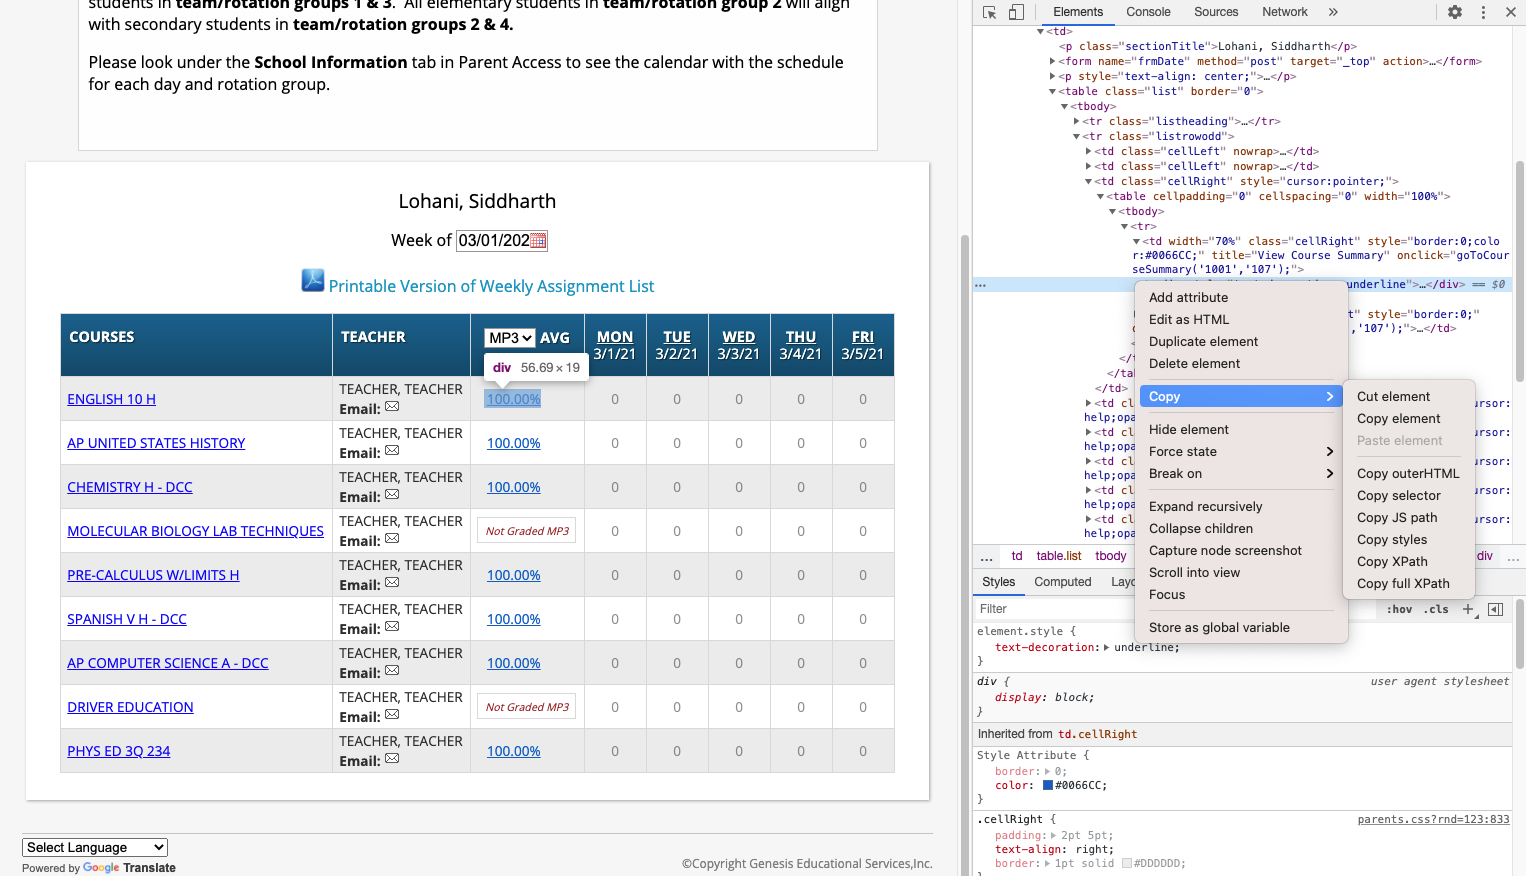 students in team/rotation groups 1 & 3. All elementary students in team/rotation group 2 will align
with secondary students in team/rotation groups 2 & 4.
Please look under the School Information tab in Parent Access to see the calendar with the schedule
for each day and rotation group.
Lohani, Siddharth
Week of 03/01/202
Printable Version of Weekly Assignment List
COURSES TEACHER MP3 AVG MON TUE WED THU FRI
3/1/21 3/2/21 3/3/21 3/4/21 3/5/21
div 56.69 × 19
ENGLISH 10 H TEACHER, TEACHER 100.00% 0 0 0 0 0
Email:
AP UNITED STATES HISTORY TEACHER, TEACHER 100.00% 0 0 0 0 0
Email:
CHEMISTRY H - DCC TEACHER, TEACHER 100.00% 0 0 0 0 0
Email:
MOLECULAR BIOLOGY LAB TECHNIQUES TEACHER, TEACHER Not Graded MP3 0 0 0 0 0
Email:
PRE-CALCULUS W/LIMITS H TEACHER, TEACHER 100.00% 0 0 0 0 0
Email:
SPANISH V H - DCC TEACHER, TEACHER 100.00% 0 0 0 0 0
Email:
AP COMPUTER SCIENCE A - DCC TEACHER, TEACHER 100.00% 0 0 0 0 0
Email:
DRIVER EDUCATION TEACHER, TEACHER Not Graded MP3 0 0 0 0 0
Email:
PHYS ED 3Q 234 TEACHER, TEACHER 100.00% 0 0 0 0 0
Email:
Select Language
Powered by Google Translate
©Copyright Genesis Educational Services,Inc.
Elements Console Sources Network »
<td>
<p class="sectionTitle">Lohani, Siddharth</p>
<form name="frmDate" method="post" target="_top" action>…</form>
<p style="text-align: center;">…</p>
<table class="list" border="0">
<tbody>
<tr class="listheading">…</tr>
<tr class="listrowodd">
<td class="cellLeft" nowrap>…</td>
<td class="cellLeft" nowrap>…</td>
<td class="cellRight" style="cursor:pointer;">
<table cellpadding="0" cellspacing="0" width="100%">
<tbody>
<tr>
<td width="70%" class="cellRight" style="border:0;colo
r:#0066CC;" title="View Course Summary" onclick="goToCour
seSummary('1001','107');">
underline">…</div> == $0
t" style="border:0;"
,'107');">…</td>
</t
</ta
</td>
<td cl ursor:
help;opa
<td cl ursor:
help;opa
<td cl ursor:
help;opa
<td cl ursor:
help;opa
<td cl ursor:
help;opa
Add attribute
Edit as HTML
Duplicate element
Delete element
Copy
Hide element
Force state
Break on
Expand recursively
Collapse children
Capture node screenshot
Scroll into view
Focus
Store as global variable
Cut element
Copy element
Paste element
Copy outerHTML
Copy selector
Copy JS path
Copy styles
Copy XPath
Copy full XPath
… td table.list tbody div …
Styles Computed Layo
Filter :hov .cls +
element.style {
text-decoration: underline;
}
div { user agent stylesheet
display: block;
}
Inherited from td.cellRight
Style Attribute {
border: 0;
color: #0066CC;
}
.cellRight { parents.css?rnd=123:833
padding: 2pt 5pt;
text-align: right;
border: 1pt solid #DDDDDD;
}